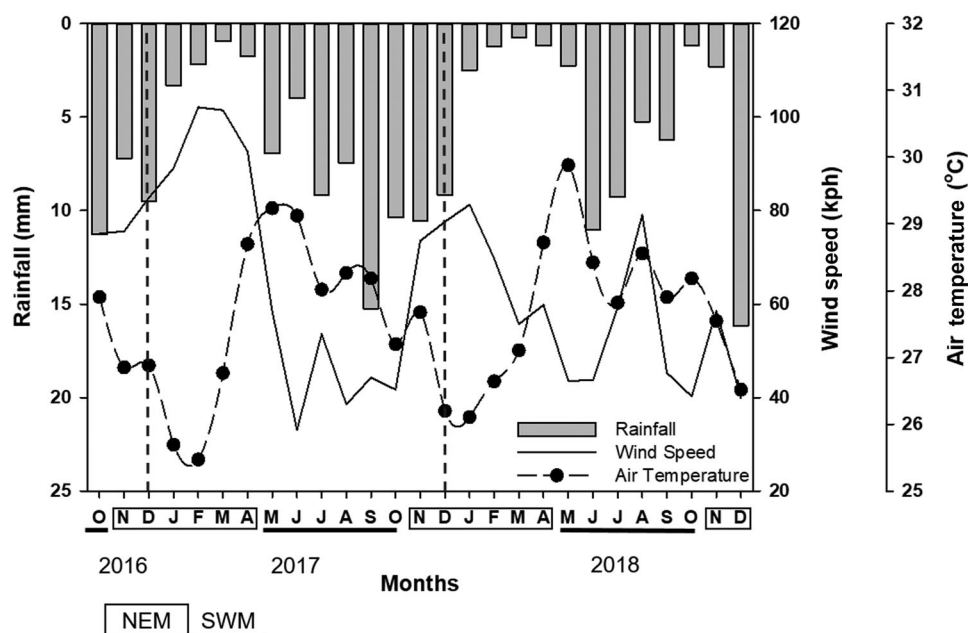 0
5
10
15
20
25
Rainfall (mm)
120
100
80
60
40
20
Wind speed (kph)
32
31
30
29
28
27
26
25
Air temperature (°C)
Rainfall
Wind Speed
Air Temperature
O N D J F M A M J J A S O N D J F M A M J J A S O N D
2016 2017 2018
Months
NEM SWM